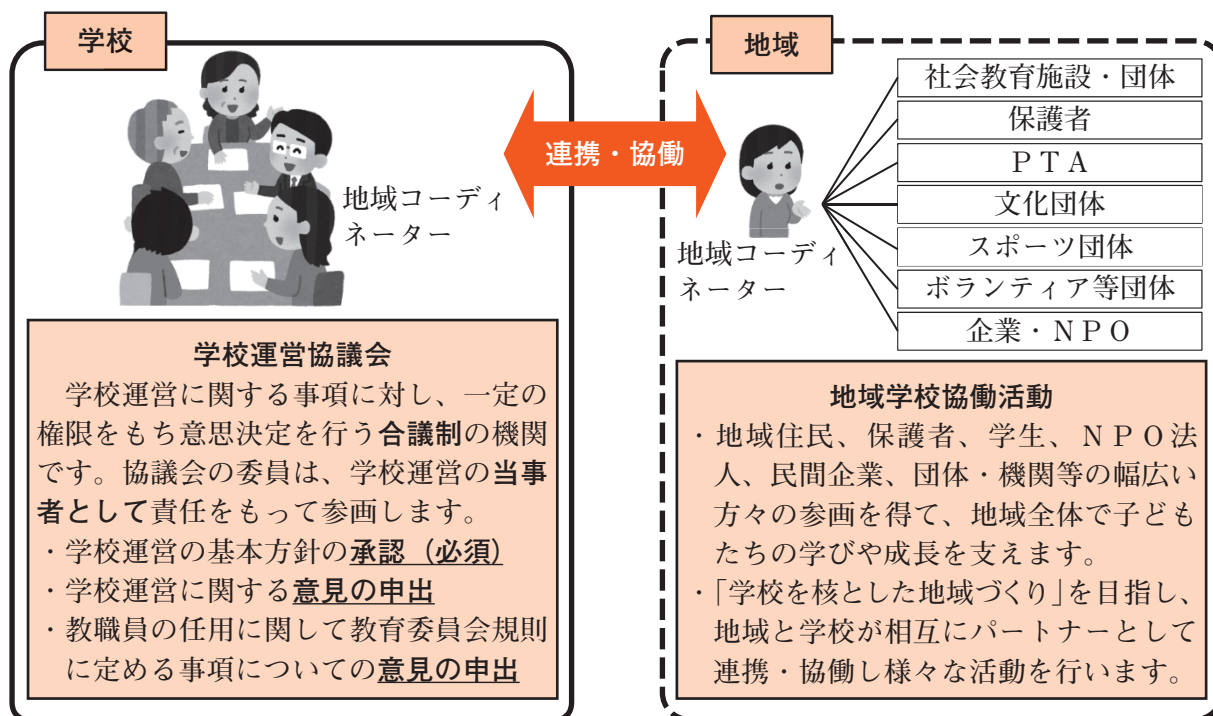 学校
地域コーディ
ネーター
学校運営協議会
学校運営に関する事項に対し、一定の
権限をもち意思決定を行う合議制の機関
です。協議会の委員は、学校運営の当事
者として責任をもって参画します。
・学校運営の基本方針の承認（必須）
・学校運営に関する意見の申出
・教職員の任用に関して教育委員会規則
に定める事項についての意見の申出
連携・協働
地域
地域コーディ
ネーター
社会教育施設・団体
保護者
ＰＴＡ
文化団体
スポーツ団体
ボランティア等団体
企業・ＮＰＯ
地域学校協働活動
・地域住民、保護者、学生、ＮＰＯ法
人、民間企業、団体・機関等の幅広い
方々の参画を得て、地域全体で子ども
たちの学びや成長を支えます。
・「学校を核とした地域づくり」を目指し、
地域と学校が相互にパートナーとして
連携・協働し様々な活動を行います。